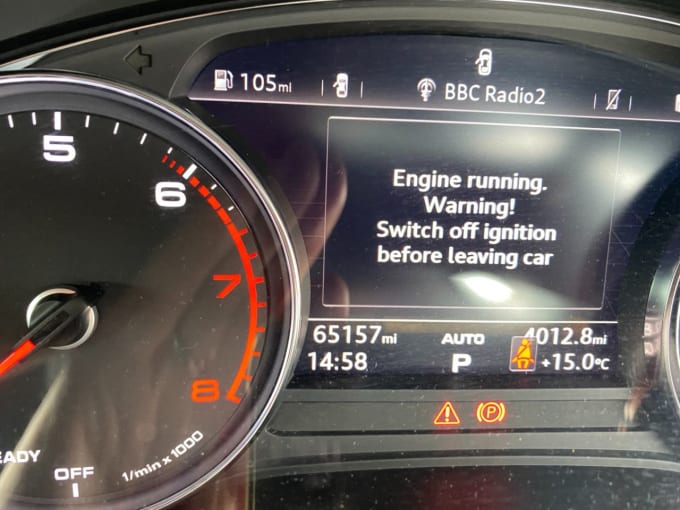 105mi
BBC Radio2
5
6
7
8
Engine running.
Warning!
Switch off ignition
before leaving car
65157mi AUTO 4012.8mi
14:58 P +15.0°C
(P)
EADY
OFF
1/min x 1000